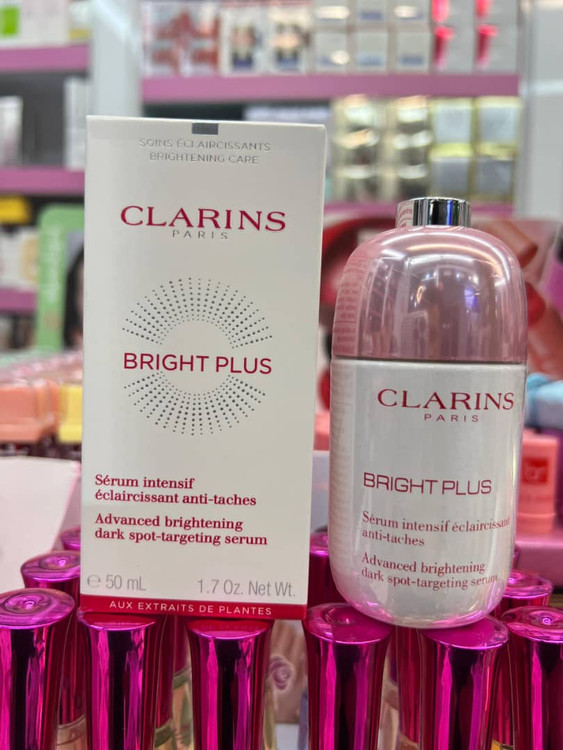 SOINS ÉCLAIRCISSANTS
BRIGHTENING CARE
CLARINS
PARIS
BRIGHT PLUS
Sérum intensif
éclaircissant anti-taches
Advanced brightening
dark spot-targeting serum
℮ 50 mL 1.7 Oz. Net Wt.
AUX EXTRAITS DE PLANTES
CLARINS
PARIS
BRIGHT PLUS
Sérum intensif éclaircissant
anti-taches
Advanced brightening
dark spot-targeting serum